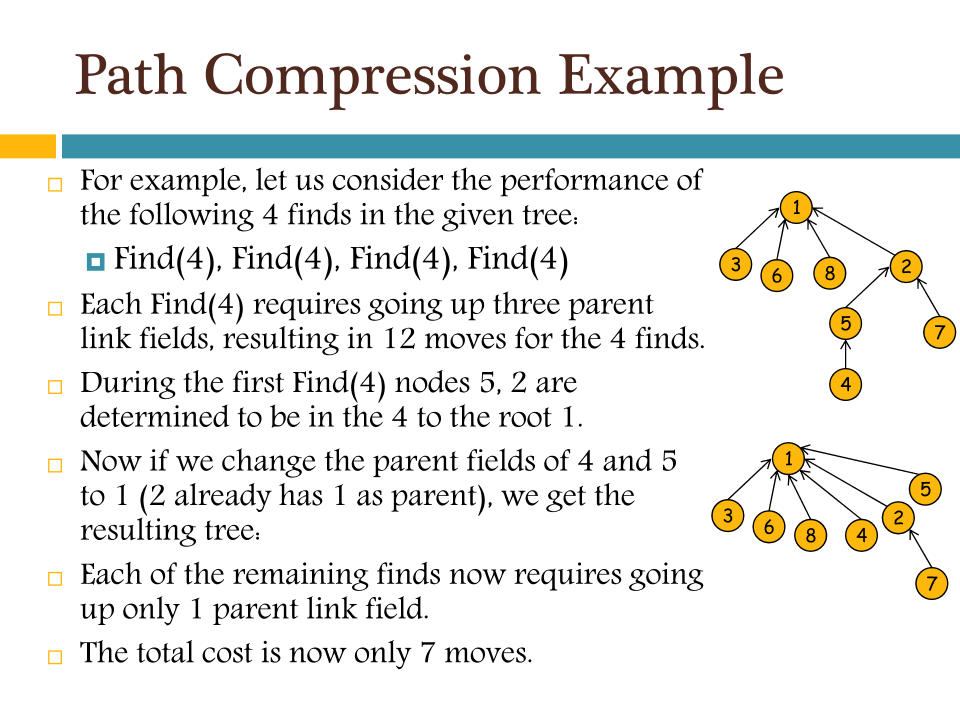 Path Compression Example
For example, let us consider the performance of
the following 4 finds in the given tree:
Find(4), Find(4), Find(4), Find(4)
Each Find(4) requires going up three parent
link fields, resulting in 12 moves for the 4 finds.
During the first Find(4) nodes 5, 2 are
determined to be in the 4 to the root 1.
Now if we change the parent fields of 4 and 5
to 1 (2 already has 1 as parent), we get the
resulting tree:
Each of the remaining finds now requires going
up only 1 parent link field.
The total cost is now only 7 moves.
1
3 6 8 2
5 7
4
1
5
3 6 8 4 2
7